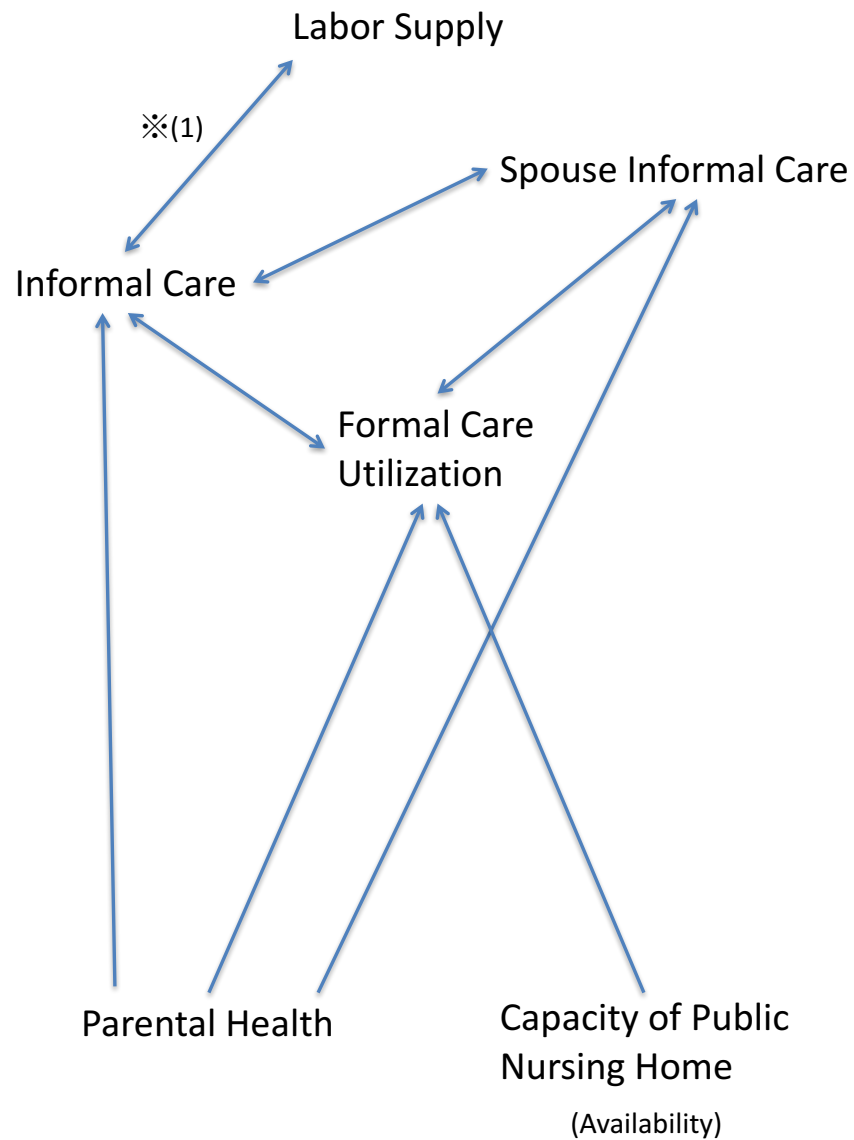 Labor Supply
※(1)
Spouse Informal Care
Informal Care
Formal Care
Utilization
Parental Health
Capacity of Public
Nursing Home
(Availability)